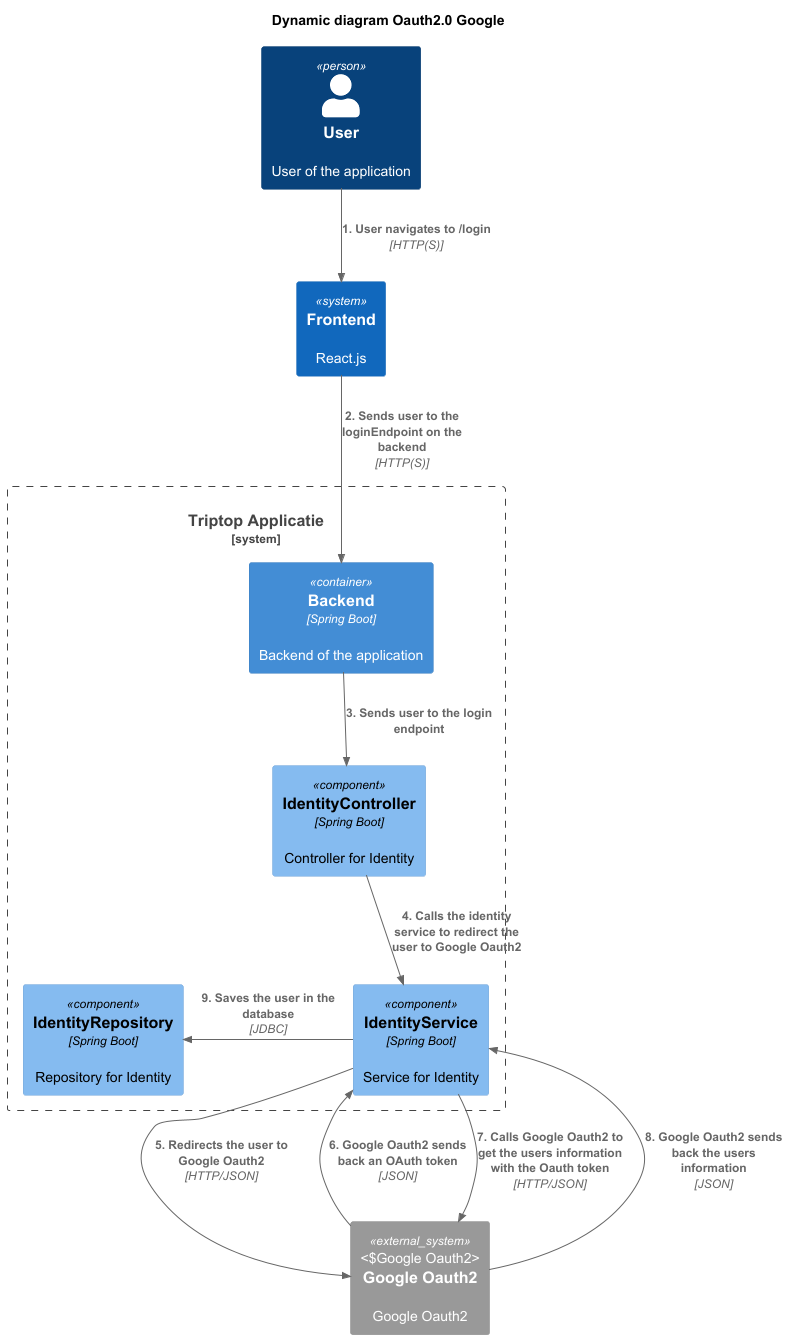 Dynamic diagram Oauth2.0 Google
«person»
User
User of the application
1. User navigates to /login
[HTTP(S)]
«system»
Frontend
React.js
2. Sends user to the
loginEndpoint on the
backend
[HTTP(S)]
Triptop Applicatie
[system]
«container»
Backend
[Spring Boot]
Backend of the application
3. Sends user to the login
endpoint
«component»
IdentityController
[Spring Boot]
Controller for Identity
4. Calls the identity
service to redirect the
user to Google Oauth2
«component»
IdentityRepository
[Spring Boot]
Repository for Identity
9. Saves the user in the
database
[JDBC]
«component»
IdentityService
[Spring Boot]
Service for Identity
5. Redirects the user to
Google Oauth2
[HTTP/JSON]
6. Google Oauth2 sends
back an OAuth token
[JSON]
7. Calls Google Oauth2 to
get the users information
with the Oauth token
[HTTP/JSON]
8. Google Oauth2 sends
back the users
information
[JSON]
«external_system»
<$Google Oauth2>
Google Oauth2
Google Oauth2